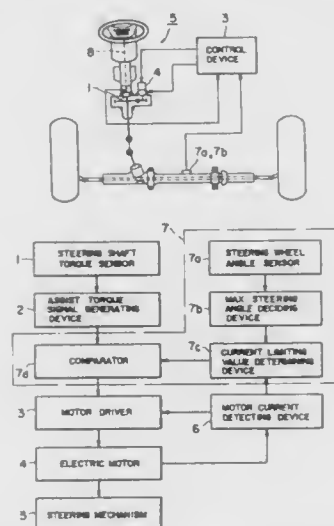 5
3
CONTROL
DEVICE
8
4
1
7a, 7b
7
1
STEERING SHAFT
TORQUE SENSOR
7a
STEERING WHEEL
ANGLE SENSOR
2
ASSIST TORQUE
SIGNAL GENERATING
DEVICE
7b
MAX STEERING
ANGLE DECIDING
DEVICE
7c
7d
COMPARATOR
CURRENT LIMITING
VALUE DETERMINING
DEVICE
3
MOTOR DRIVER
MOTOR CURRENT
DETECTING DEVICE
6
4
ELECTRIC MOTOR
5
STEERING MECHANISM